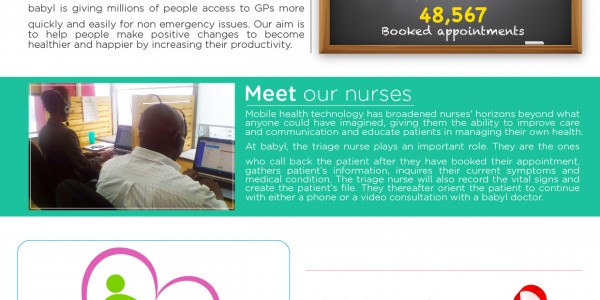 babyl is giving millions of people access to GPs more
quickly and easily for non emergency issues. Our aim is
to help people make positive changes to become
healthier and happier by increasing their productivity.
48,567
Booked appointments
Meet our nurses
Mobile health technology has broadened nurses' horizons beyond what
anyone could have imagined, giving them the ability to improve care
and communication and educate patients in managing their own health.
At babyl, the triage nurse plays an important role. They are the ones
who call back the patient after they have booked their appointment,
gathers patient's information, inquires their current symptoms and
medical condition. The triage nurse will also record the vital signs and
create the patient's file. They thereafter orient the patient to continue
with either a phone or a video consultation with a babyl doctor.